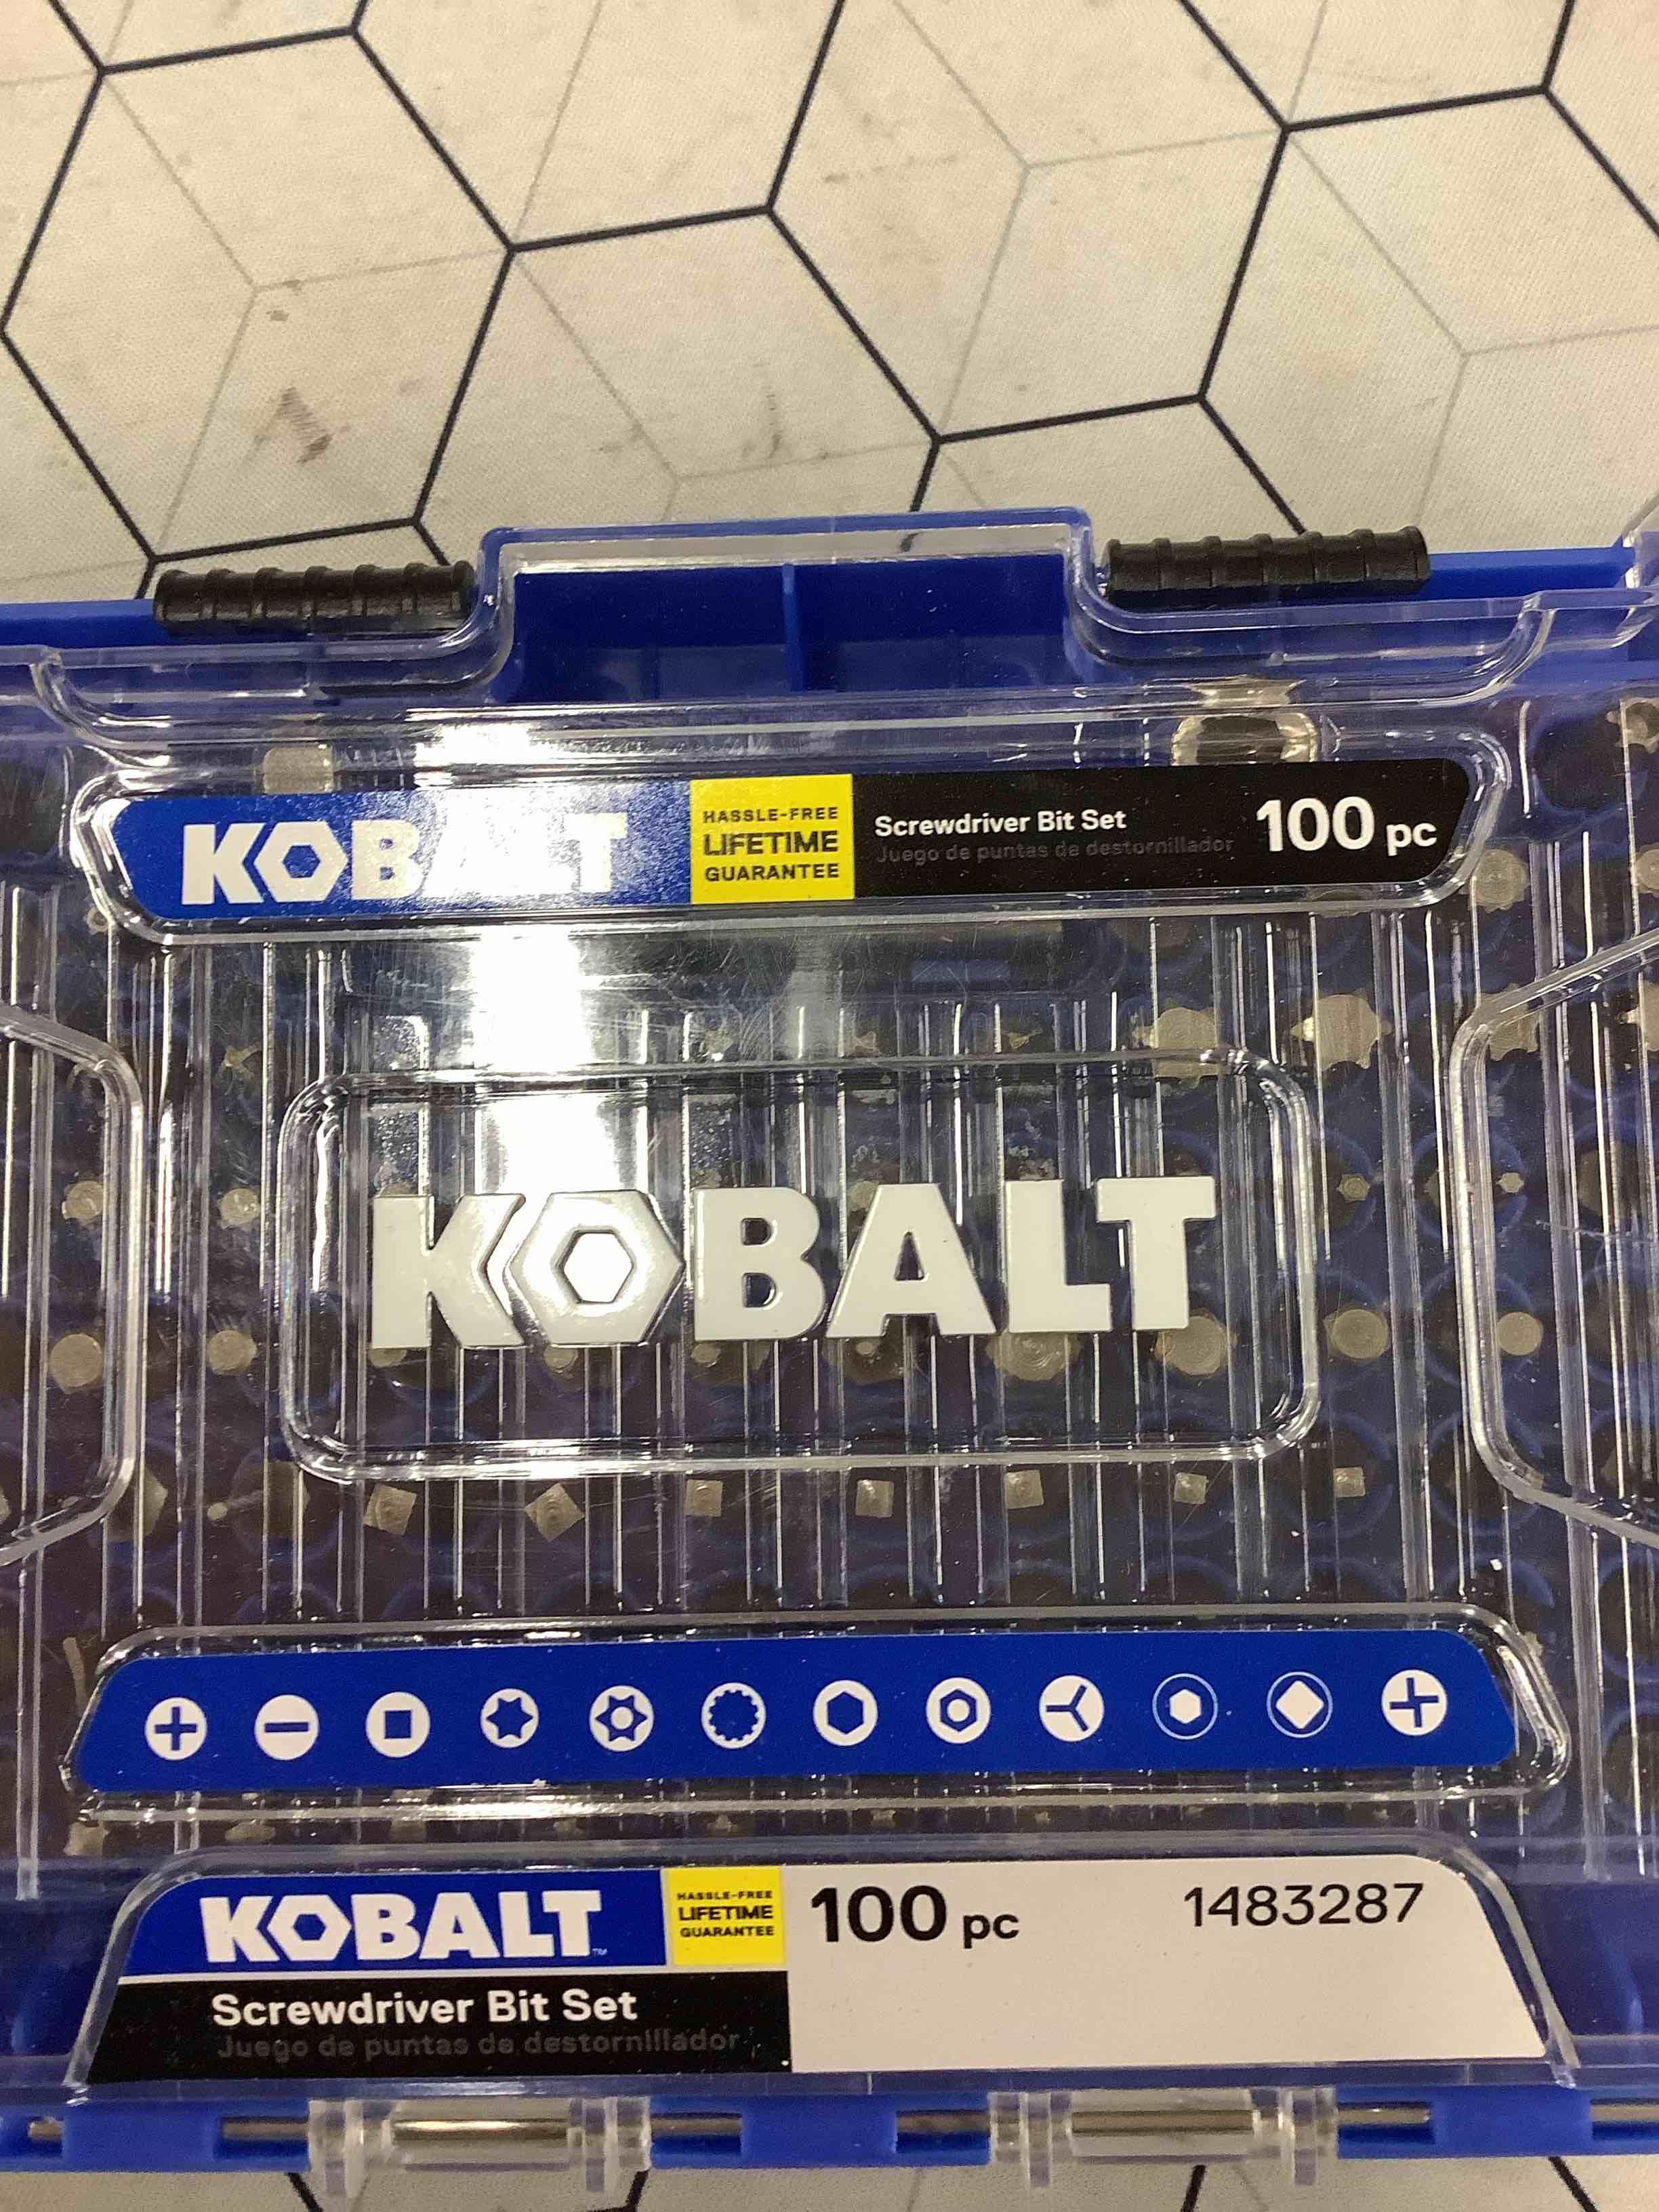 KOBALT
HASSLE-FREE
LIFETIME
GUARANTEE
Screwdriver Bit Set
Juego de puntas de destornillador
100 pc
KOBALT
KOBALT™
HASSLE-FREE
LIFETIME
GUARANTEE
Screwdriver Bit Set
Juego de puntas de destornillador
100 pc
1483287